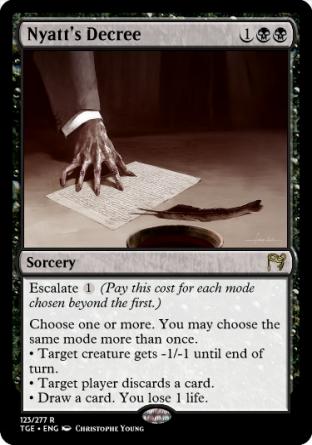 Nyatt's Decree 1
Sorcery
Escalate 1 (Pay this cost for each mode
chosen beyond the first.)
Choose one or more. You may choose the
same mode more than once.
• Target creature gets -1/-1 until end of
turn.
• Target player discards a card.
• Draw a card. You lose 1 life.
123/277 R
TGE • ENG Christophe Young